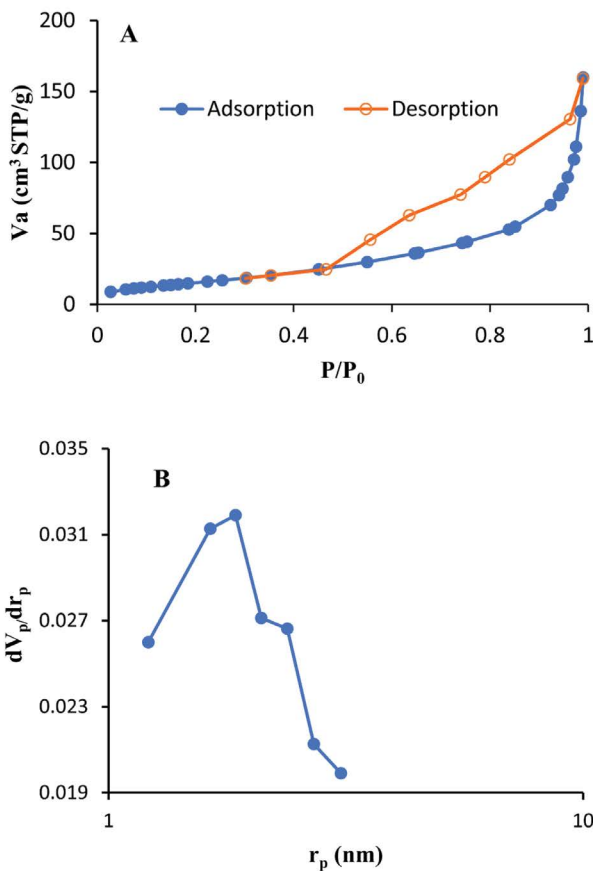 A
200
150
100
50
0
Va (cm³ STP/g)
Adsorption
Desorption
0 0.2 0.4 0.6 0.8 1
P/P₀
B
0.035
0.031
0.027
0.023
0.019
dVₚ/drₚ
1 10
rₚ (nm)